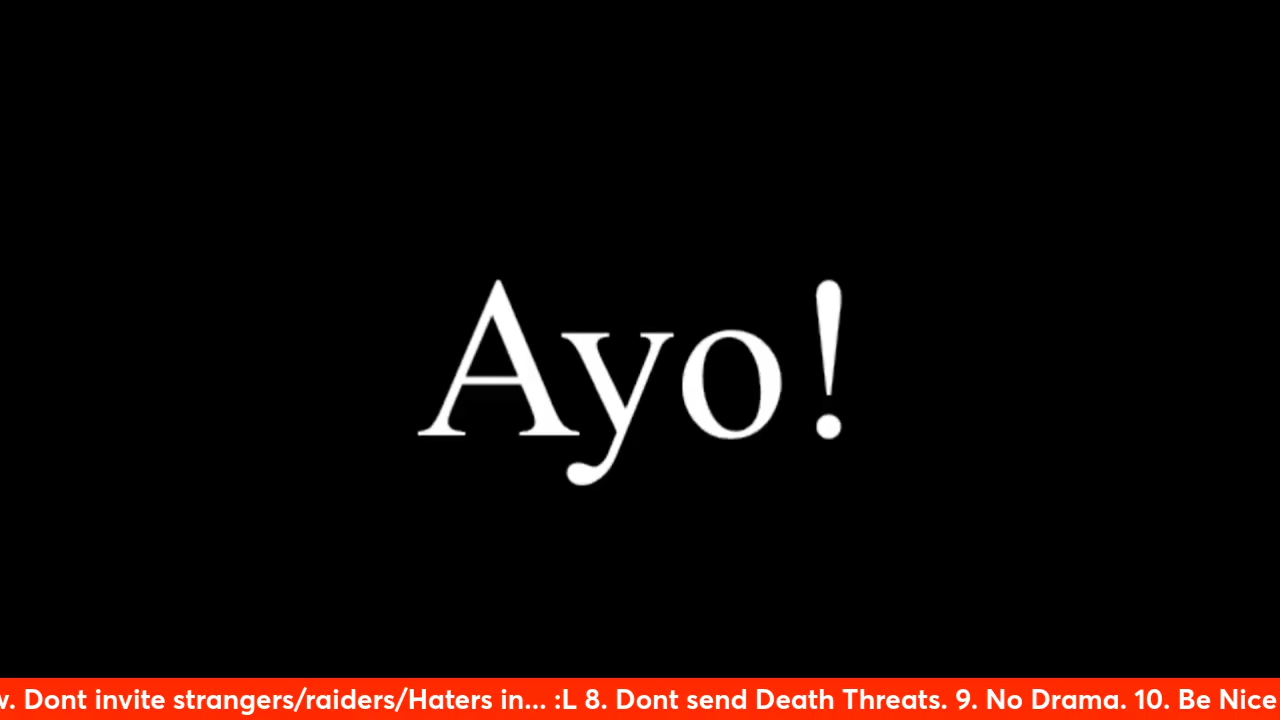 Ayo!
. Dont invite strangers/raiders/Haters in... :L 8. Dont send Death Threats. 9. No Drama. 10. Be Nice